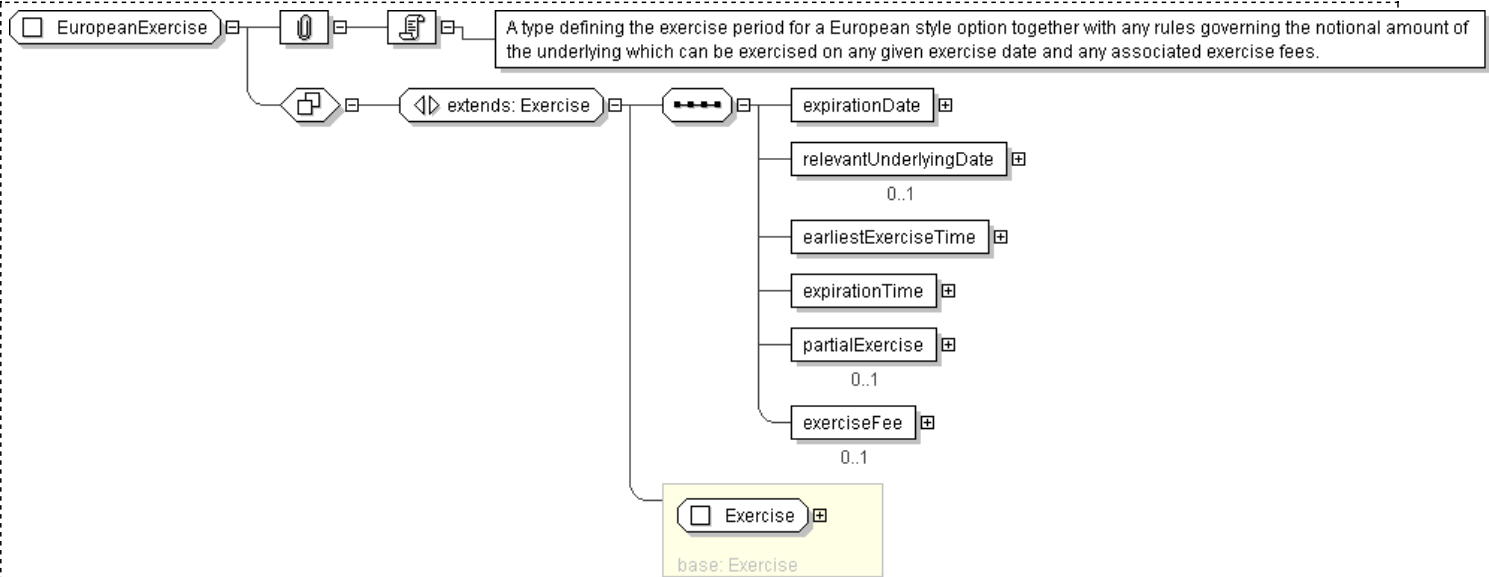 EuropeanExercise
A type defining the exercise period for a European style option together with any rules governing the notional amount of
the underlying which can be exercised on any given exercise date and any associated exercise fees.
extends: Exercise
expirationDate
relevantUnderlyingDate
0..1
earliestExerciseTime
expirationTime
partialExercise
0..1
exerciseFee
0..1
Exercise
base: Exercise